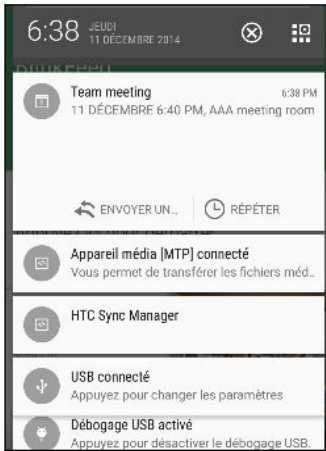 6:38 JEUDI
11 DÉCEMBRE 2014
Team meeting 6:38 PM
11 DÉCEMBRE 6:40 PM, AAA meeting room
ENVOYER UN... RÉPÉTER
Appareil média [MTP] connecté
Vous permet de transférer les fichiers méd..
HTC Sync Manager
USB connecté
Appuyez pour changer les paramètres
Débogage USB activé
Appuyez pour désactiver le débogage USB.